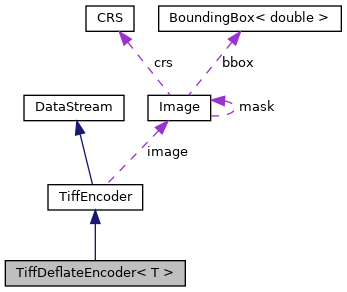 CRS
BoundingBox< double >
crs
bbox
DataStream
Image
mask
image
TiffEncoder
TiffDeflateEncoder< T >